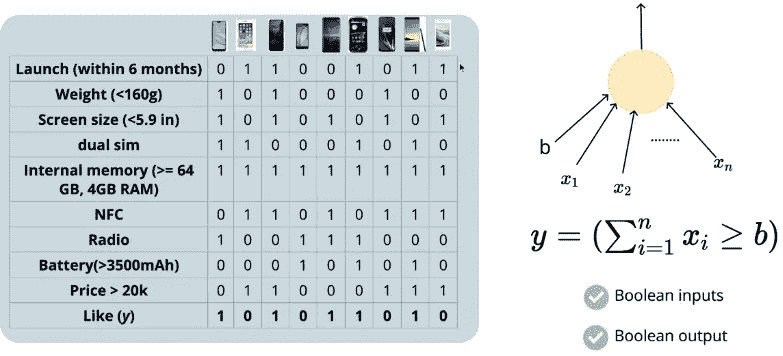 Launch (within 6 months) 0 1 1 0 0 1 0 1 1
Weight (<160g) 1 0 1 0 0 0 1 0 0
Screen size (<5.9 in) 1 0 1 0 1 0 1 0 1
dual sim 1 1 0 0 0 1 0 1 0
Internal memory (>= 64 GB, 4GB RAM) 1 1 1 1 1 1 1 1 1
NFC 0 1 1 0 1 0 1 1 1
Radio 1 0 0 1 1 1 0 0 0
Battery(>3500mAh) 0 0 0 1 0 1 0 1 0
Price > 20k 0 1 1 0 0 0 1 1 1
Like (y) 1 0 1 0 1 1 0 1 0
b
x₁
x₂
........
xₙ
y = (∑ⁿᵢ₌₁ xᵢ ≥ b)
Boolean inputs
Boolean output